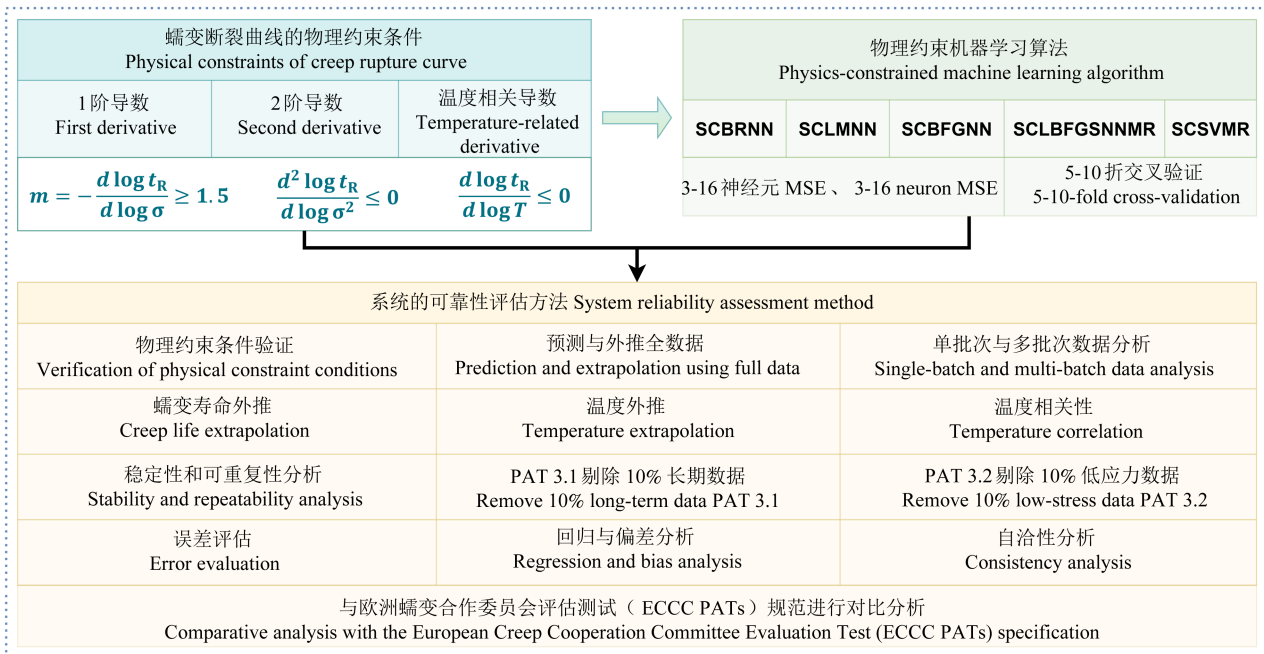 蠕变断裂曲线的物理约束条件
Physical constraints of creep rupture curve
1阶导数
First derivative
2阶导数
Second derivative
温度相关导数
Temperature-related
derivative
m = −d log t_R / d log σ ≥ 1.5
d² log t_R / d log σ² ≤ 0
d log t_R / d log T ≤ 0
物理约束机器学习算法
Physics-constrained machine learning algorithm
SCBRNN
SCLMNN
SCBFGNN
SCLBFGSNNMR
SCSVMR
3-16神经元 MSE、 3-16 neuron MSE
5-10折交叉验证
5-10-fold cross-validation
系统的可靠性评估方法 System reliability assessment method
物理约束条件验证
Verification of physical constraint conditions
预测与外推全数据
Prediction and extrapolation using full data
单批次与多批次数据分析
Single-batch and multi-batch data analysis
蠕变寿命外推
Creep life extrapolation
温度外推
Temperature extrapolation
温度相关性
Temperature correlation
稳定性和可重复性分析
Stability and repeatability analysis
PAT 3.1剔除 10% 长期数据
Remove 10% long-term data PAT 3.1
PAT 3.2剔除 10% 低应力数据
Remove 10% low-stress data PAT 3.2
误差评估
Error evaluation
回归与偏差分析
Regression and bias analysis
自洽性分析
Consistency analysis
与欧洲蠕变合作委员会评估测试（ ECCC PATs ）规范进行对比分析
Comparative analysis with the European Creep Cooperation Committee Evaluation Test (ECCC PATs) specification